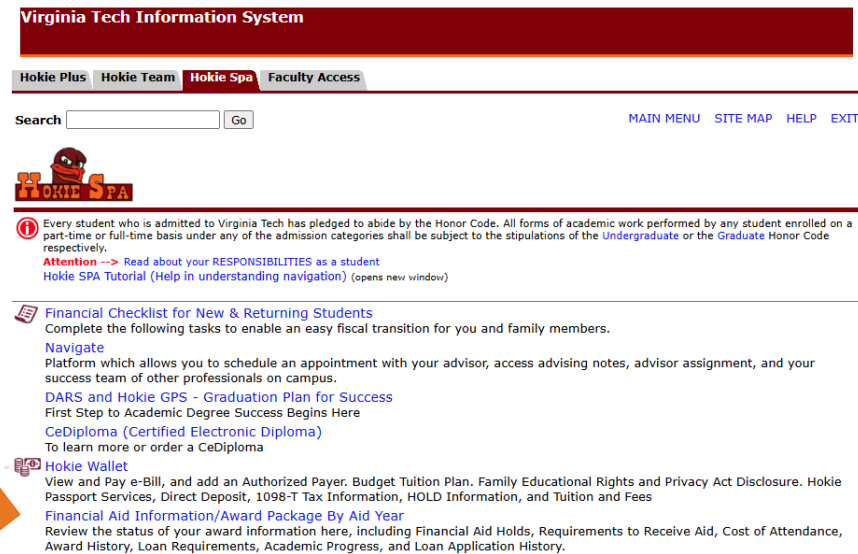 Virginia Tech Information System
Hokie Plus Hokie Team Hokie Spa Faculty Access
Search Go MAIN MENU SITE MAP HELP EXIT
HOKIE SPA
Every student who is admitted to Virginia Tech has pledged to abide by the Honor Code. All forms of academic work performed by any student enrolled on a
part-time or full-time basis under any of the admission categories shall be subject to the stipulations of the Undergraduate or the Graduate Honor Code
respectively.
Attention --> Read about your RESPONSIBILITIES as a student
Hokie SPA Tutorial (Help in understanding navigation) (opens new window)
Financial Checklist for New & Returning Students
Complete the following tasks to enable an easy fiscal transition for you and family members.
Navigate
Platform which allows you to schedule an appointment with your advisor, access advising notes, advisor assignment, and your
success team of other professionals on campus.
DARS and Hokie GPS - Graduation Plan for Success
First Step to Academic Degree Success Begins Here
CeDiploma (Certified Electronic Diploma)
To learn more or order a CeDiploma
Hokie Wallet
View and Pay e-Bill, and add an Authorized Payer. Budget Tuition Plan. Family Educational Rights and Privacy Act Disclosure. Hokie
Passport Services, Direct Deposit, 1098-T Tax Information, HOLD Information, and Tuition and Fees
Financial Aid Information/Award Package By Aid Year
Review the status of your award information here, including Financial Aid Holds, Requirements to Receive Aid, Cost of Attendance,
Award History, Loan Requirements, Academic Progress, and Loan Application History.